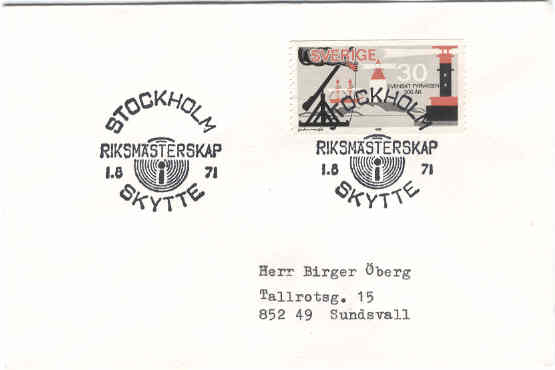 SVERIGE
30
SVENSKT FYRVÄSEN
300 ÅR
STOCKHOLM
RIKSMÄSTERSKAP
1.8 71
SKYTTE
STOCKHOLM
RIKSMÄSTERSKAP
1.8 71
SKYTTE
Herr Birger Öberg
Tallrotsg. 15
852 49 Sundsvall